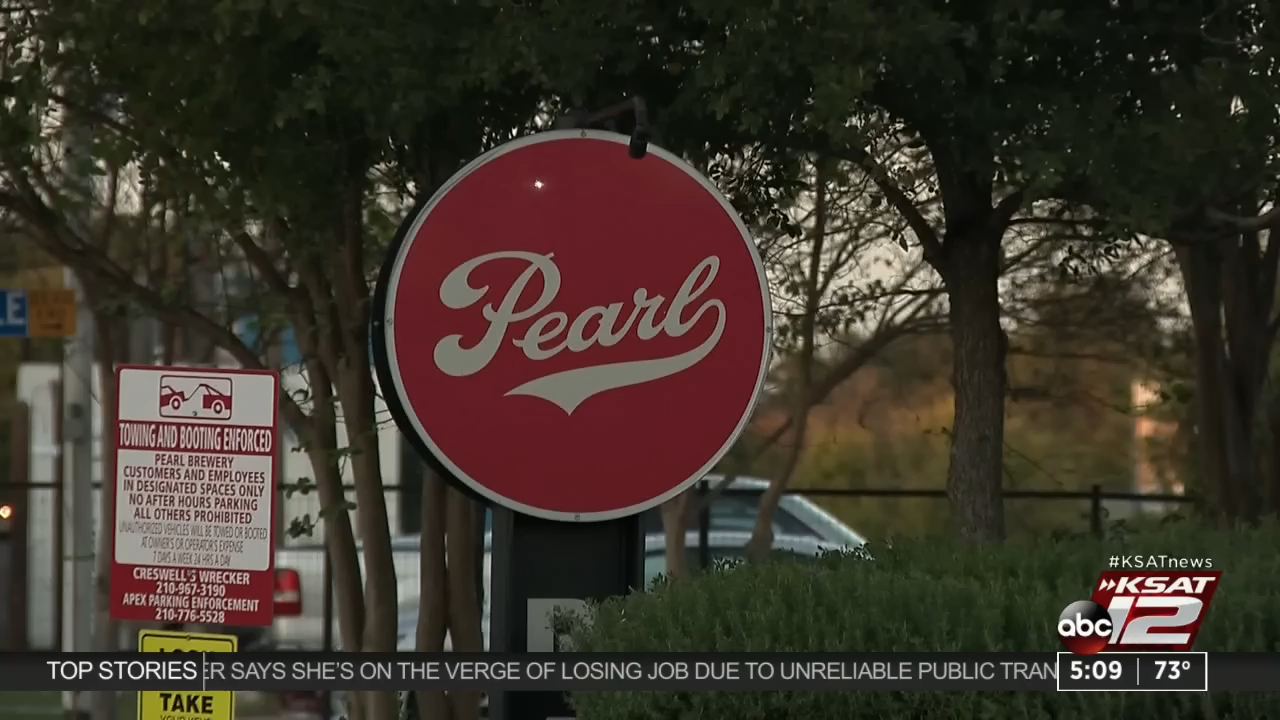 Pearl
E
TOWING AND BOOTING ENFORCED
PEARL BREWERY
CUSTOMERS AND EMPLOYEES
IN DESIGNATED SPACES ONLY
NO AFTER HOURS PARKING
ALL OTHERS PROHIBITED
UNAUTHORIZED VEHICLES WILL BE TOWED OR BOOTED
AT OWNERS OR OPERATOR'S EXPENSE
7 DAYS A WEEK 24 HRS A DAY
CRESWELL'S WRECKER
210-967-3190
APEX PARKING ENFORCEMENT
210-776-5528
TAKE
#KSATnews
KSAT
abc 12
TOP STORIES ER SAYS SHE'S ON THE VERGE OF LOSING JOB DUE TO UNRELIABLE PUBLIC TRAN
5:09 73°